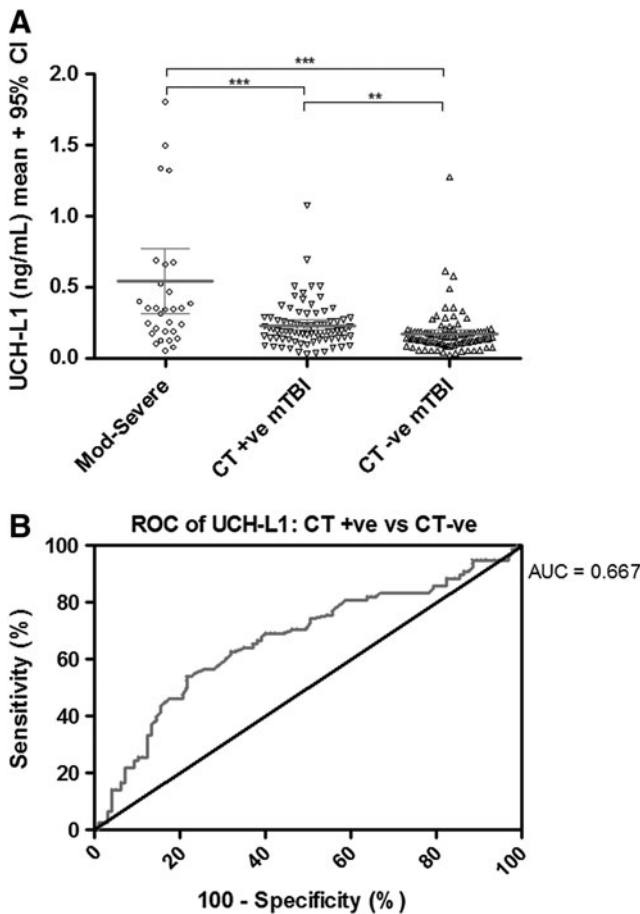 A
UCH-L1 (ng/mL) mean + 95% CI
***
***
**
2.0
1.5
1.0
0.5
0.0
Mod-Severe
CT +ve mTBI
CT -ve mTBI
B
ROC of UCH-L1: CT +ve vs CT-ve
AUC = 0.667
Sensitivity (%)
100
80
60
40
20
0
0
20
40
60
80
100
100 - Specificity (%)